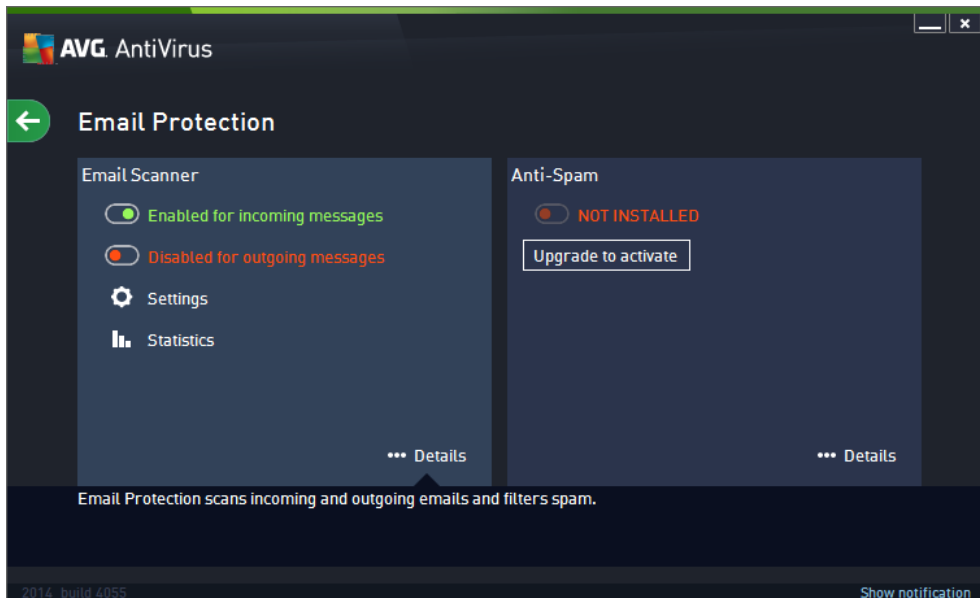 AVG. AntiVirus
Email Protection
Email Scanner
Enabled for incoming messages
Disabled for outgoing messages
Settings
Statistics
Details
Anti-Spam
NOT INSTALLED
Upgrade to activate
Details
Email Protection scans incoming and outgoing emails and filters spam.
2014 build 4055
Show notification